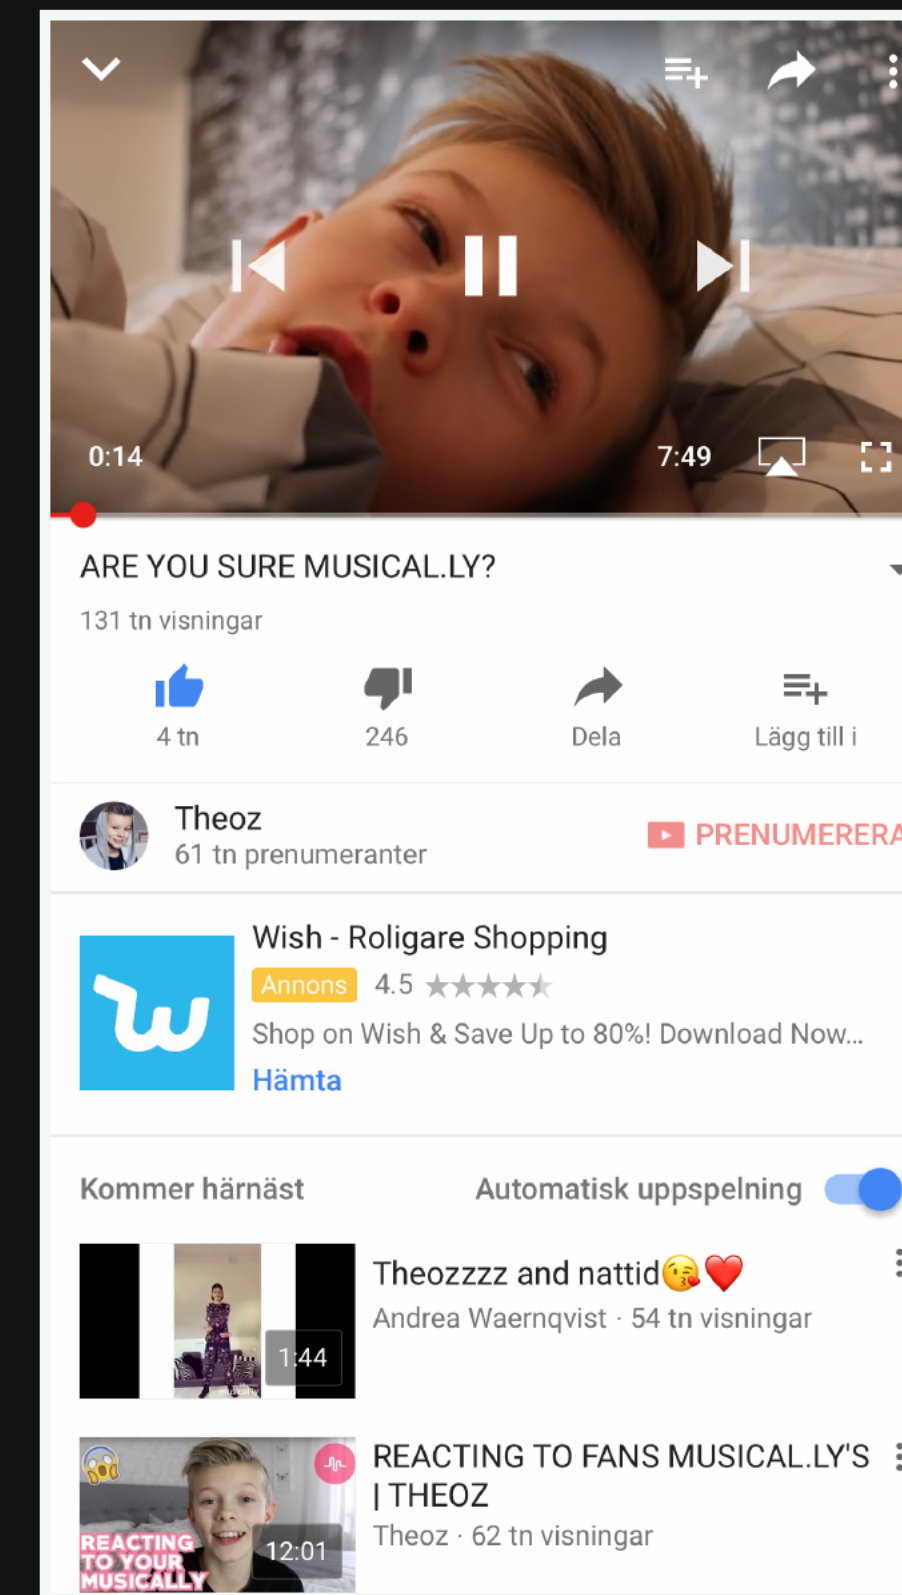 0:14
7:49
ARE YOU SURE MUSICAL.LY?
131 tn visningar
4 tn
246
Dela
Lägg till i
Theoz
61 tn prenumeranter
PRENUMERERA
Wish - Roligare Shopping
Annons 4.5
Shop on Wish & Save Up to 80%! Download Now...
Hämta
Kommer härnäst
Automatisk uppspelning
1:44
musical.ly
Theozzzz and nattid😘❤️
Andrea Waernqvist · 54 tn visningar
REACTING
TO YOUR
MUSICALLY
12:01
REACTING TO FANS MUSICAL.LY'S
| THEOZ
Theoz · 62 tn visningar